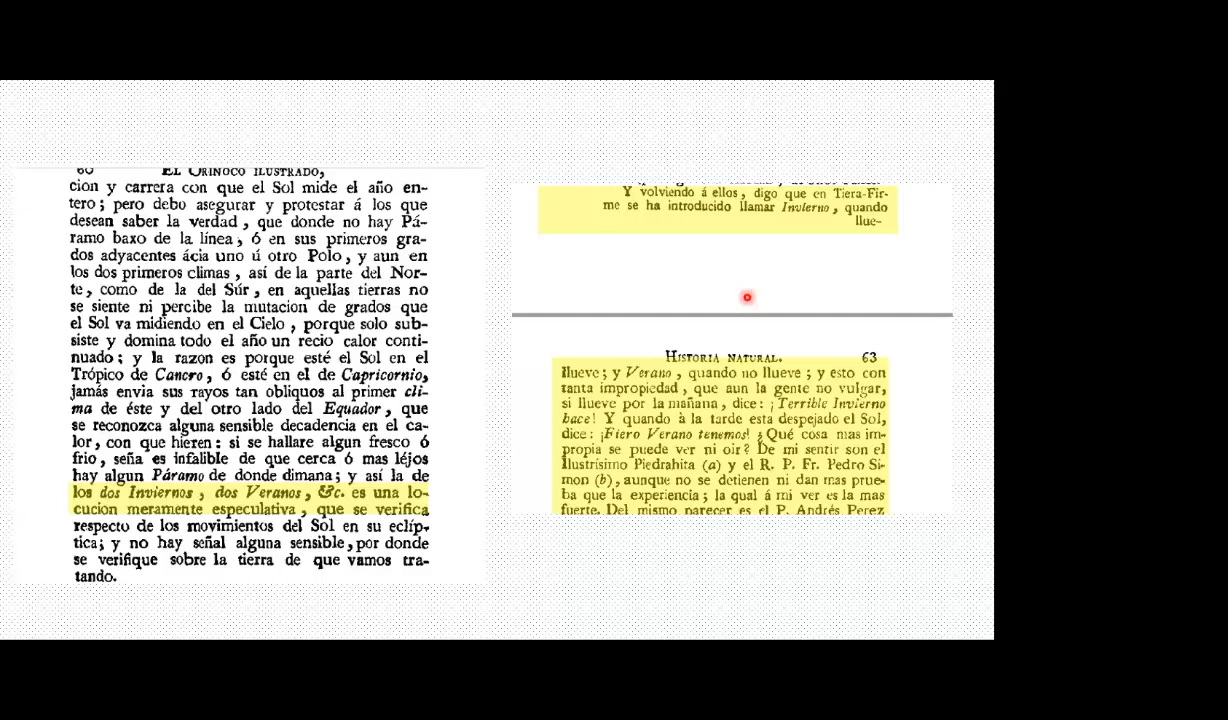 60 EL ORINOCO ILUSTRADO,
cion y carrera con que el Sol mide el año en-
tero; pero debo asegurar y protestar á los que
desean saber la verdad, que donde no hay Pá-
ramo baxo de la línea, ó en sus primeros gra-
dos adyacentes ácia uno ú otro Polo, y aun en
los dos primeros climas, así de la parte del Nor-
te, como de la del Súr, en aquellas tierras no
se siente ni percibe la mutacion de grados que
el Sol va midiendo en el Cielo, porque solo sub-
siste y domina todo el año un recio calor conti-
nuado; y la razon es porque esté el Sol en el
Trópico de Cancro, ó esté en el de Capricornio,
jamás envia sus rayos tan obliquos al primer cli-
ma de éste y del otro lado del Equador, que
se reconozca alguna sensible decadencia en el ca-
lor, con que hieren: si se hallare algun fresco ó
frio, seña es infalible de que cerca ó mas léjos
hay algun Páramo de donde dimana; y así la de
los dos Inviernos, dos Veranos, &c. es una lo-
cucion meramente especulativa, que se verifica
respecto de los movimientos del Sol en su eclíp-
tica; y no hay señal alguna sensible, por donde
se verifique sobre la tierra de que vamos tra-
tando.
Y volviendo á ellos, digo que en Tiera-Fir-
me se ha introducido llamar Invierno, quando
llue-
HISTORIA NATURAL. 63
llueve; y Verano, quando no llueve; y esto con
tanta impropiedad, que aun la gente no vulgar,
si llueve por la mañana, dice: ¡Terrible Invierno
hace! Y quando à la tarde esta despejado el Sol,
dice: ¡Fiero Verano tenemos! ¿Qué cosa mas im-
propia se puede ver ni oir? De mi sentir son el
Ilustrísimo Piedrahita (a) y el R. P. Fr. Pedro Si-
mon (b), aunque no se detienen ni dan mas prue-
ba que la experiencia; la qual á mi ver es la mas
fuerte. Del mismo parecer es el P. Andrés Perez